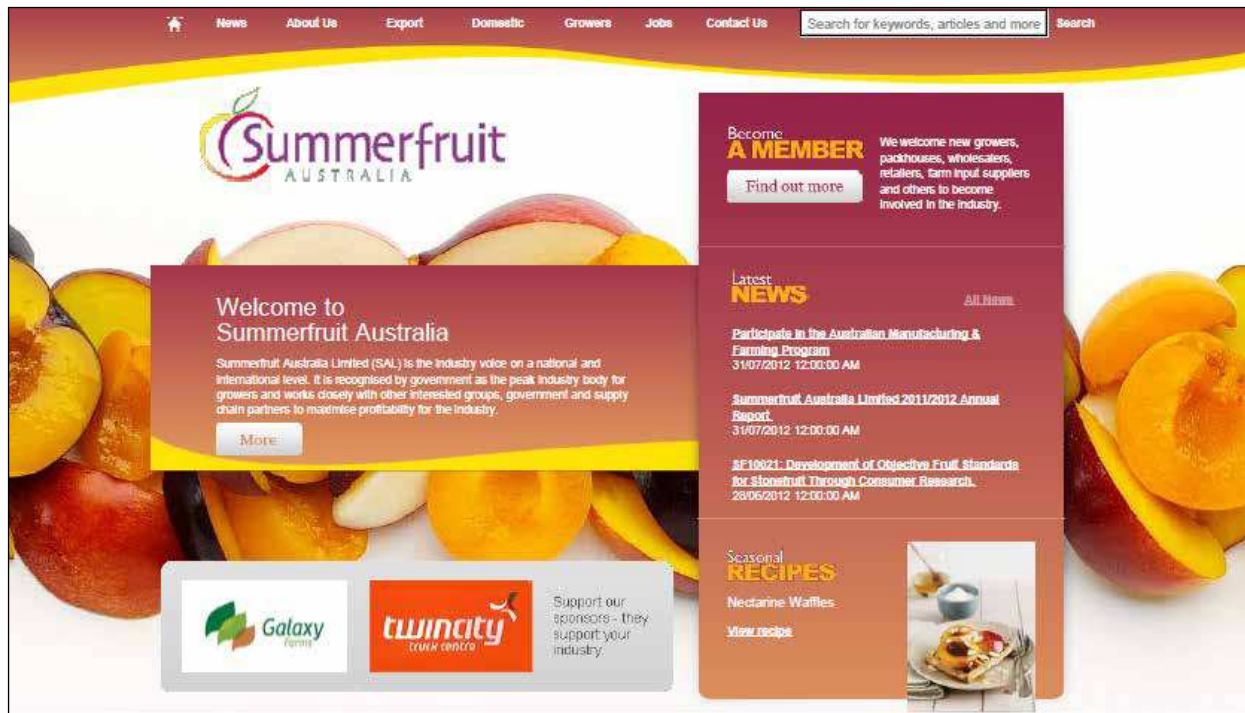 News About Us Export Domestic Growers Jobs Contact Us Search for keywords, articles and more Search
Summerfruit
AUSTRALIA
Welcome to
Summerfruit Australia
Summerfruit Australia Limited (SAL) is the industry voice on a national and
international level. It is recognised by government as the peak industry body for
growers and works closely with other interested groups, government and supply
chain partners to maximise profitability for the industry.
More
Become
A MEMBER
Find out more
We welcome new growers,
packhouses, wholesalers,
retailers, farm input suppliers
and others to become
involved in the industry.
Latest
NEWS
All News
Participate in the Australian Manufacturing &
Farming Program
31/07/2012 12:00:00 AM
Summerfruit Australia Limited 2011/2012 Annual
Report
31/07/2012 12:00:00 AM
SF10021: Development of Objective Fruit Standards
for Stonefruit Through Consumer Research.
28/06/2012 12:00:00 AM
Seasonal
RECIPES
Nectarine Waffles
View recipe
Galaxy
Farms
twincity
truck centre
Support our
sponsors - they
support your
industry